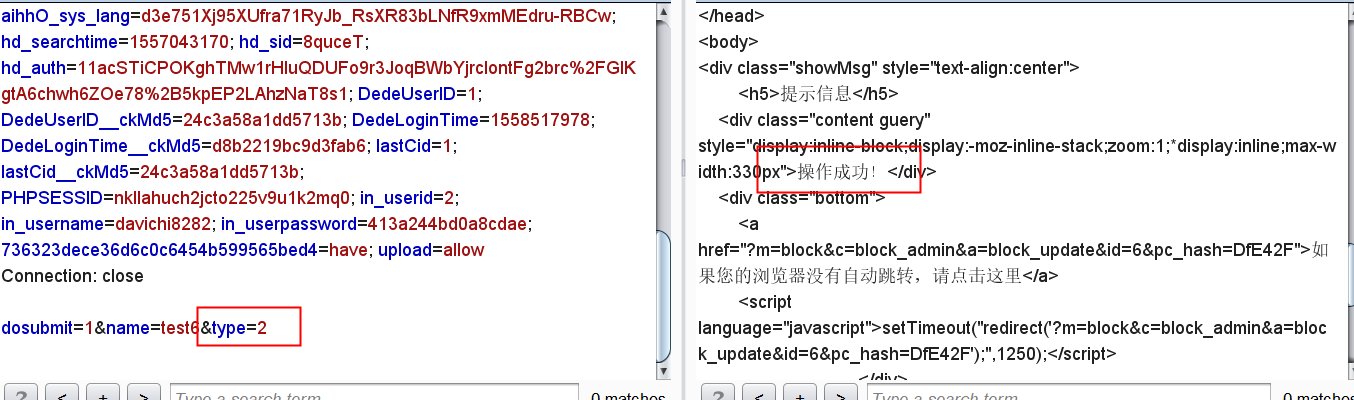 aihhO_sys_lang=d3e751Xj95XUfra71RyJb_RsXR83bLNfR9xmMEdru-RBCw;
hd_searchtime=1557043170; hd_sid=8quceT;
hd_auth=11acSTiCPOKghTMw1rHluQDUFo9r3JoqBWbYjrclontFg2brc%2FGlK
gtA6chwh6ZOe78%2B5kpEP2LAhzNaT8s1; DedeUserID=1;
DedeUserID__ckMd5=24c3a58a1dd5713b; DedeLoginTime=1558517978;
DedeLoginTime__ckMd5=d8b2219bc9d3fab6; lastCid=1;
lastCid__ckMd5=24c3a58a1dd5713b;
PHPSESSID=nkllahuch2jcto225v9u1k2mq0; in_userid=2;
in_username=davichi8282; in_userpassword=413a244bd0a8cdae;
736323dece36d6c0c6454b599565bed4=have; upload=allow
Connection: close
dosubmit=1&name=test6&type=2
? < + > Type a search term 0 matches
</head>
<body>
<div class="showMsg" style="text-align:center">
<h5>提示信息</h5>
<div class="content guery"
style="display:inline-block;display:-moz-inline-stack;zoom:1;*display:inline;max-w
idth:330px">操作成功！</div>
<div class="bottom">
<a
href="?m=block&c=block_admin&a=block_update&id=6&pc_hash=DfE42F">如
果您的浏览器没有自动跳转，请点击这里</a>
<script
language="javascript">setTimeout("redirect('?m=block&c=block_admin&a=bloc
k_update&id=6&pc_hash=DfE42F');",1250);</script>
</div>
? < + > Type a search term 0 matches